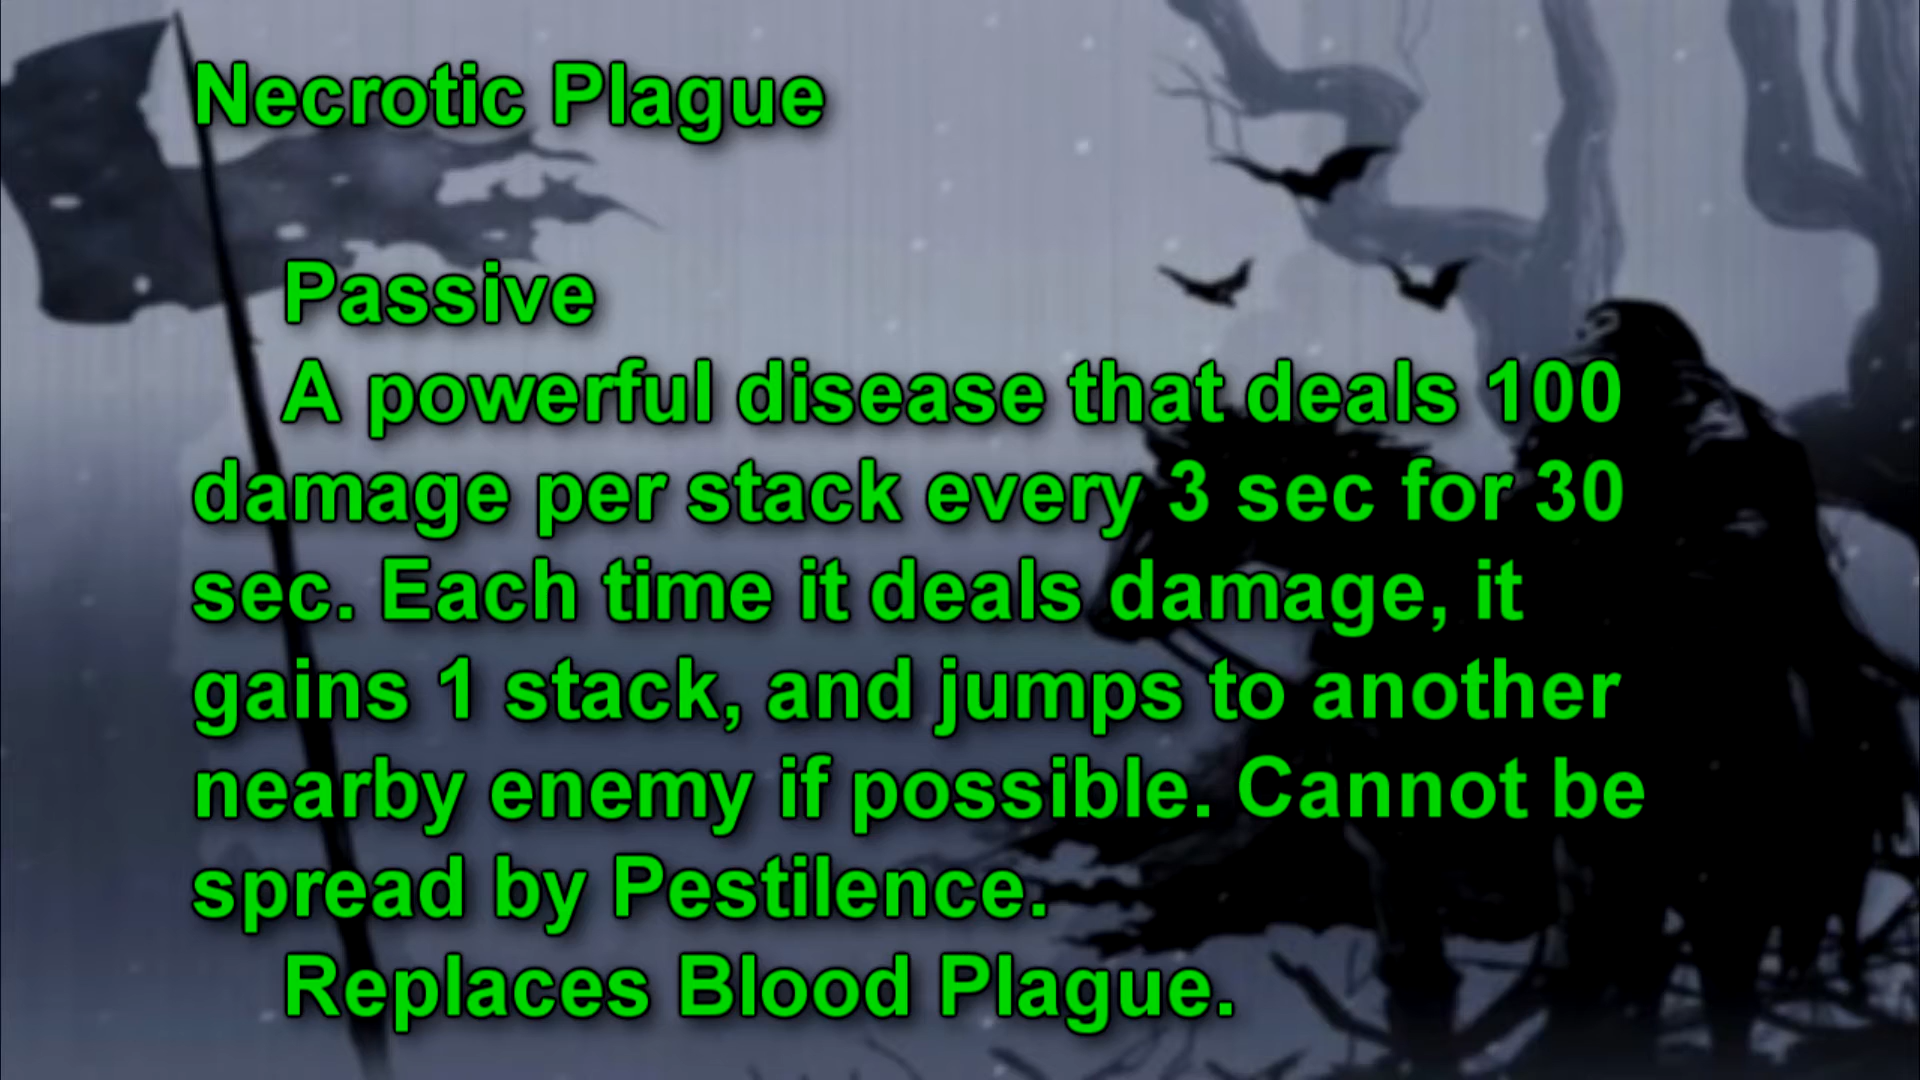 Necrotic Plague
Passive
A powerful disease that deals 100
damage per stack every 3 sec for 30
sec. Each time it deals damage, it
gains 1 stack, and jumps to another
nearby enemy if possible. Cannot be
spread by Pestilence.
Replaces Blood Plague.